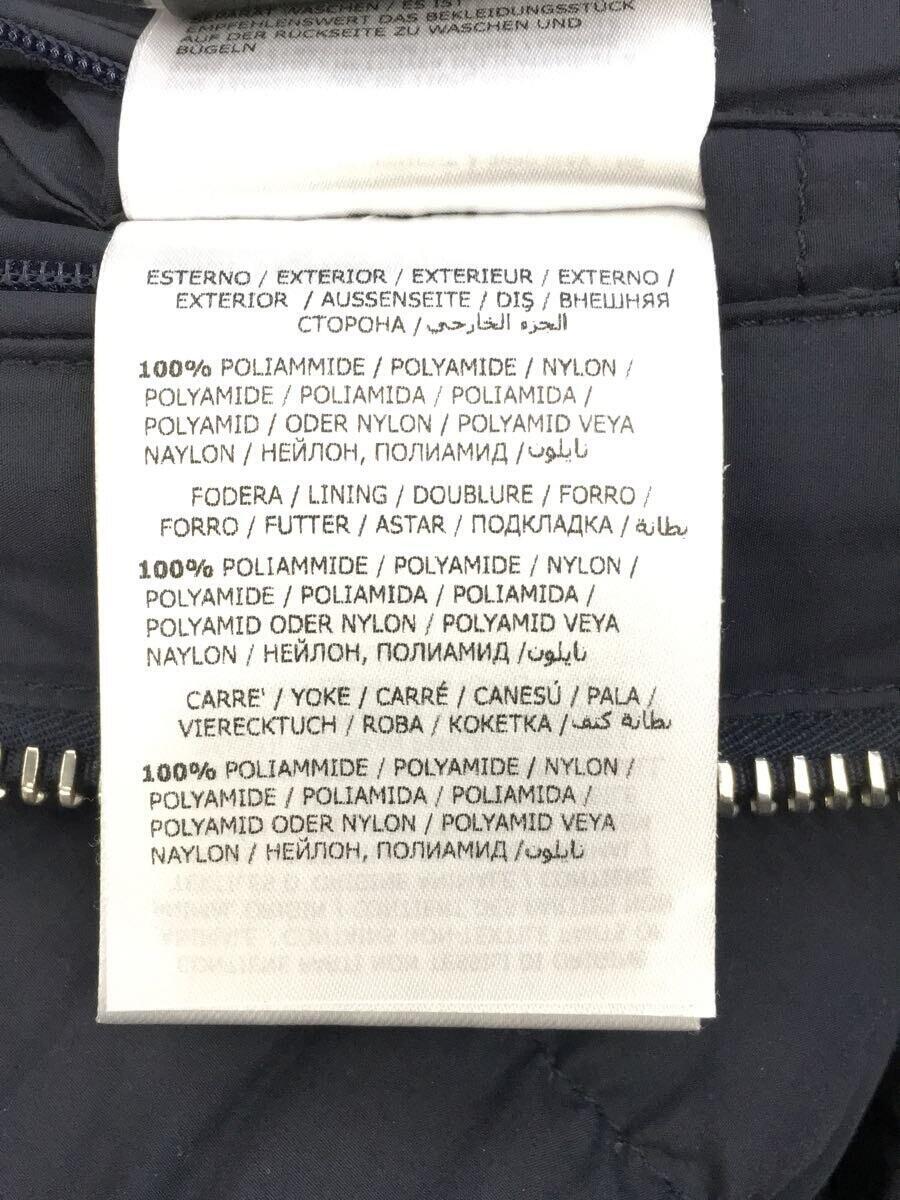 SEPARAT WASCHEN / ES IST
EMPFEHLENSWERT DAS BEKLEIDUNGSSTÜCK
AUF DER RÜCKSEITE ZU WASCHEN UND
BÜGELN
ESTERNO / EXTERIOR / EXTERIEUR / EXTERNO /
EXTERIOR / AUSSENSEITE / DIŞ / ВНЕШНЯЯ
СТОРОНА / الجزء الخارجي
100% POLIAMMIDE / POLYAMIDE / NYLON /
POLYAMIDE / POLIAMIDA / POLIAMIDA /
POLYAMID / ODER NYLON / POLYAMID VEYA
NAYLON / НЕЙЛОН, ПОЛИАМИД / نايلون
FODERA / LINING / DOUBLURE / FORRO /
FORRO / FUTTER / ASTAR / ПОДКЛАДКА / بطانة
100% POLIAMMIDE / POLYAMIDE / NYLON /
POLYAMIDE / POLIAMIDA / POLIAMIDA /
POLYAMID ODER NYLON / POLYAMID VEYA
NAYLON / НЕЙЛОН, ПОЛИАМИД / نايلون
CARRE' / YOKE / CARRÉ / CANESÚ / PALA /
VIERECKTUCH / ROBA / КОКЕТКА / بطانة كتف
100% POLIAMMIDE / POLYAMIDE / NYLON /
POLYAMIDE / POLIAMIDA / POLIAMIDA /
POLYAMID ODER NYLON / POLYAMID VEYA
NAYLON / НЕЙЛОН, ПОЛИАМИД / نايلون